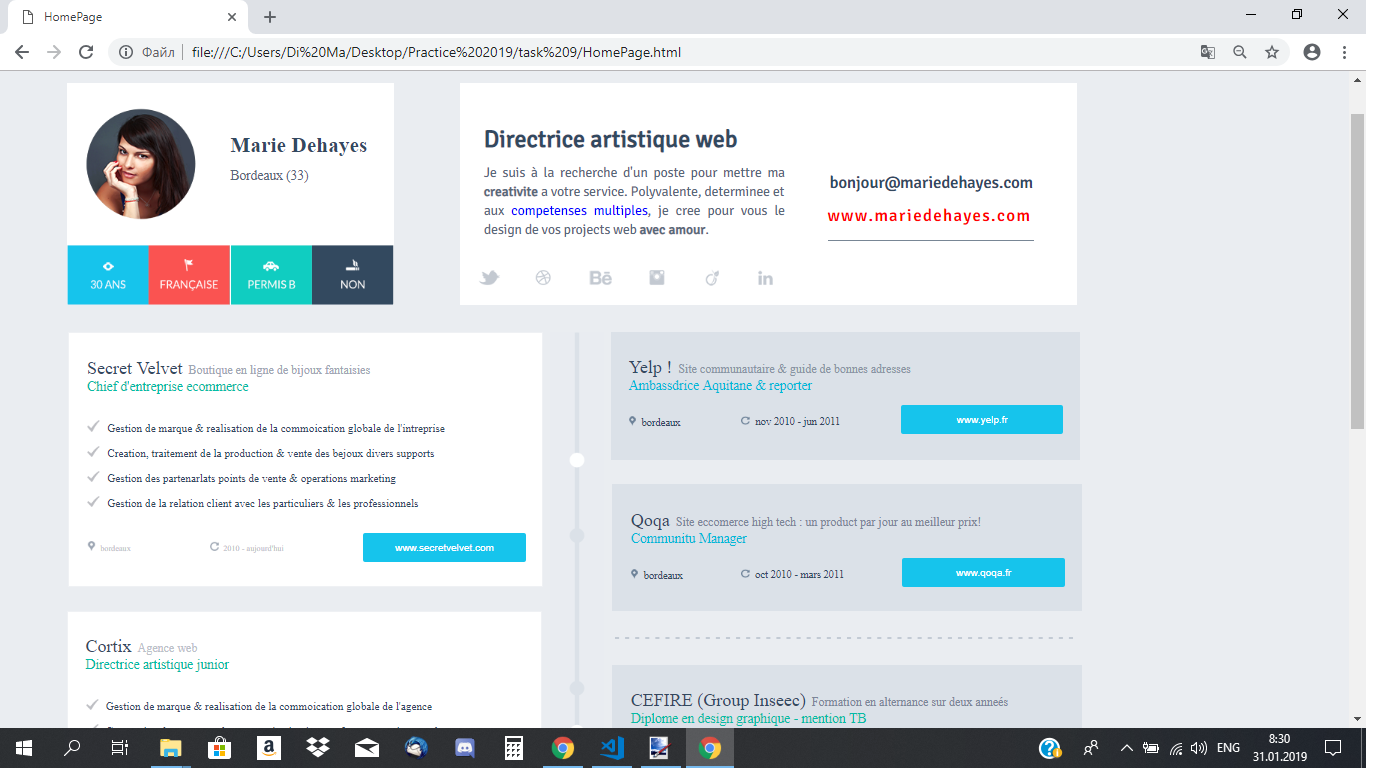 HomePage
Файл
file:///C:/Users/Di%20Ma/Desktop/Practice%202019/task%209/HomePage.html
Marie Dehayes
Bordeaux (33)
30 ANS
FRANÇAISE
PERMIS B
NON
Directrice artistique web
Je suis à la recherche d'un poste pour mettre ma
creativite a votre service. Polyvalente, determinee et
aux competenses multiples, je cree pour vous le
design de vos projects web avec amour.
bonjour@mariedehayes.com
www.mariedehayes.com
Bē
in
Secret Velvet Boutique en ligne de bijoux fantaisies
Chief d'entreprise ecommerce
Gestion de marque & realisation de la commoication globale de l'intreprise
Creation, traitement de la production & vente des bejoux divers supports
Gestion des partenarlats points de vente & operations marketing
Gestion de la relation client avec les particuliers & les professionnels
bordeaux
2010 - aujourd'hui
www.secretvelvet.com
Cortix Agence web
Directrice artistique junior
Gestion de marque & realisation de la commoication globale de l'agence
Yelp ! Site communautaire & guide de bonnes adresses
Ambassdrice Aquitane & reporter
bordeaux
nov 2010 - jun 2011
www.yelp.fr
Qoqa Site eccomerce high tech : un product par jour au meilleur prix!
Communitu Manager
bordeaux
oct 2010 - mars 2011
www.qoqa.fr
CEFIRE (Group Inseec) Formation en alternance sur deux anneés
Diplome en design graphique - mention TB
ENG
8:30
31.01.2019